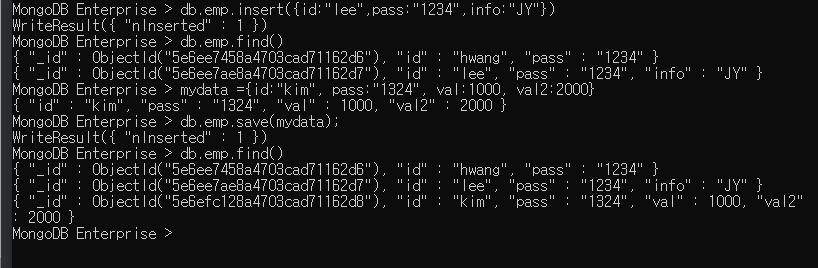 MongoDB Enterprise > db.emp.insert({id:"lee",pass:"1234",info:"JY"})
WriteResult({ "nInserted" : 1 })
MongoDB Enterprise > db.emp.find()
{ "_id" : ObjectId("5e6ee7458a4703cad71162d6"), "id" : "hwang", "pass" : "1234" }
{ "_id" : ObjectId("5e6ee7ae8a4703cad71162d7"), "id" : "lee", "pass" : "1234", "info" : "JY" }
MongoDB Enterprise > mydata ={id:"kim", pass:"1324", val:1000, val2:2000}
{ "id" : "kim", "pass" : "1324", "val" : 1000, "val2" : 2000 }
MongoDB Enterprise > db.emp.save(mydata);
WriteResult({ "nInserted" : 1 })
MongoDB Enterprise > db.emp.find()
{ "_id" : ObjectId("5e6ee7458a4703cad71162d6"), "id" : "hwang", "pass" : "1234" }
{ "_id" : ObjectId("5e6ee7ae8a4703cad71162d7"), "id" : "lee", "pass" : "1234", "info" : "JY" }
{ "_id" : ObjectId("5e6efc128a4703cad71162d8"), "id" : "kim", "pass" : "1324", "val" : 1000, "val2"
: 2000 }
MongoDB Enterprise >